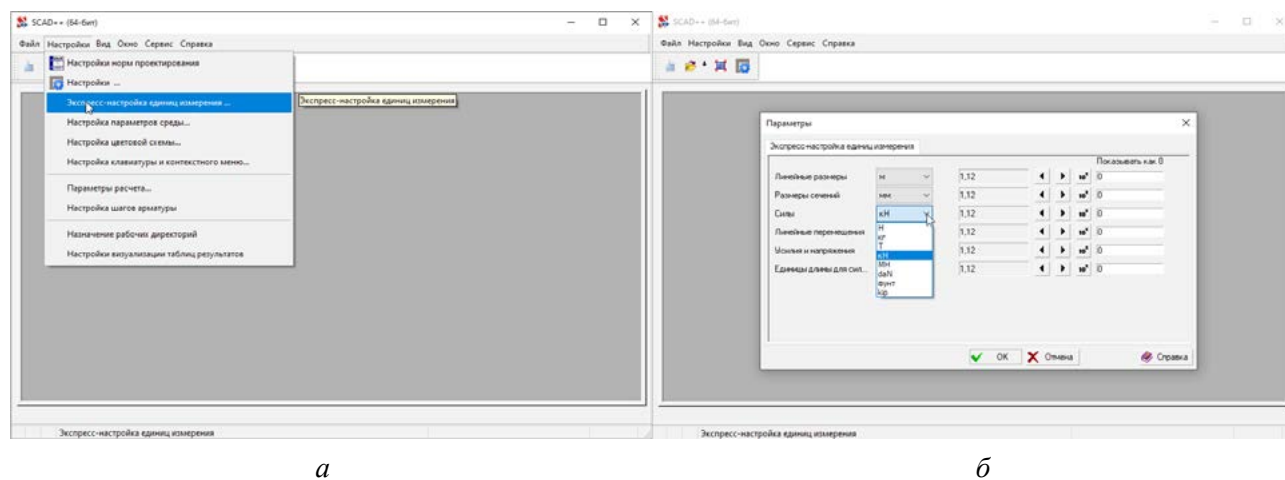 SCAD++ (64-бит)
Файл Настройки Вид Окно Сервис Справка
Настройки норм проектирования
Настройки ...
Экспресс-настройка единиц измерения ...
Экспресс-настройка единиц измерения
Настройка параметров среды...
Настройка цветовой схемы...
Настройка клавиатуры и контекстного меню...
Параметры расчета...
Настройка шагов арматуры
Назначение рабочих директорий
Настройки визуализации таблиц результатов
Экспресс-настройка единиц измерения
а
SCAD++ (64-бит)
Файл Настройки Вид Окно Сервис Справка
Параметры
Экспресс-настройка единиц измерения
Показывать как 0
Линейные размеры м 1,12 0
Размеры сечений мм 1,12 0
Силы кН 1,12 0
Линейные перемещения 1,12 0
Усилия и напряжения 1,12 0
Единицы длины для сил... 1,12 0
Н
кг
Т
кН
МН
daN
фунт
kip
OK Отмена Справка
Экспресс-настройка единиц измерения
б